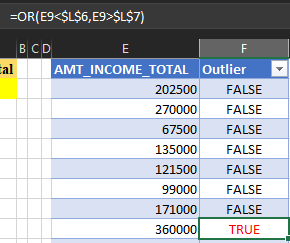 =OR(E9<$L$6,E9>$L$7)
B C D E F
tal AMT_INCOME_TOTAL Outlier
202500 FALSE
270000 FALSE
67500 FALSE
135000 FALSE
121500 FALSE
99000 FALSE
171000 FALSE
360000 TRUE